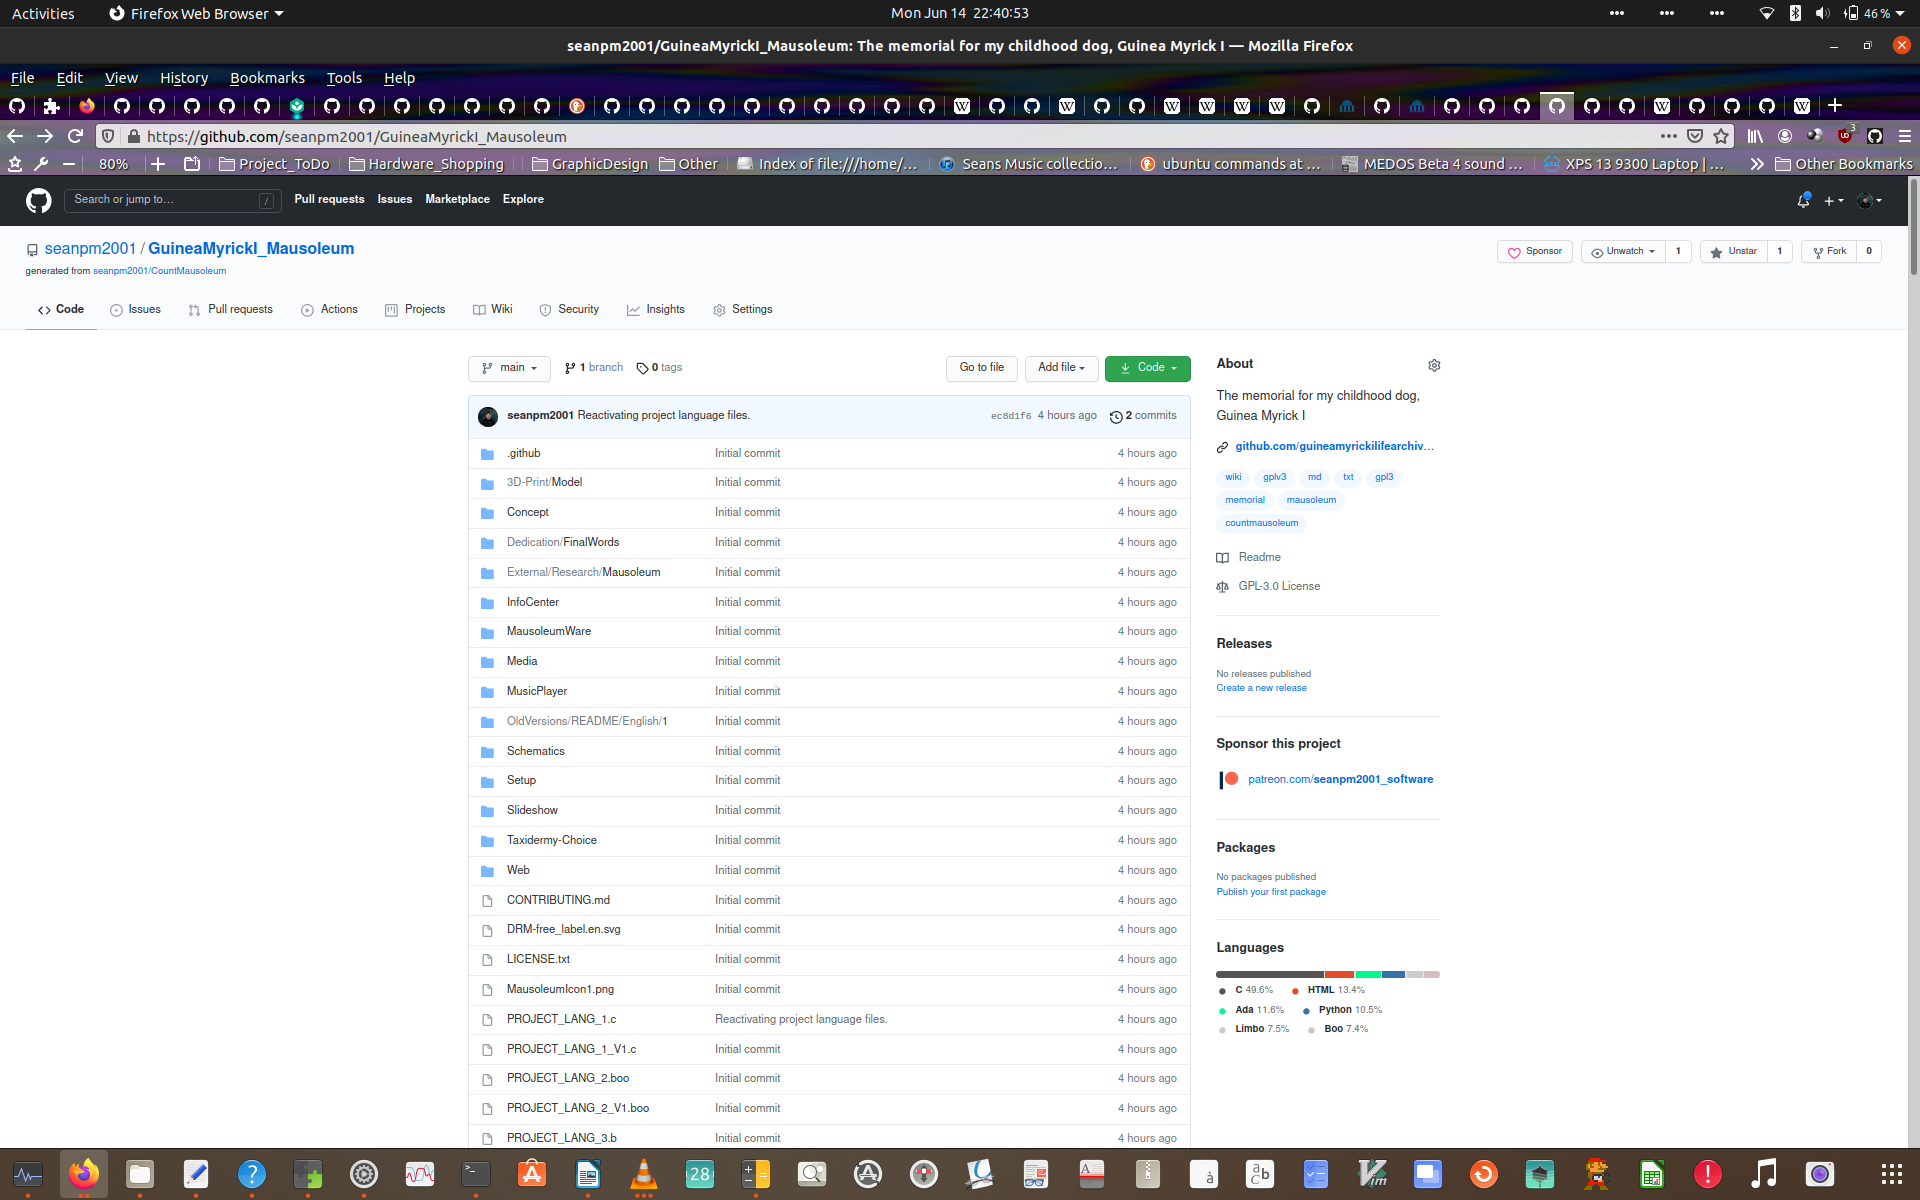 Activities Firefox Web Browser Mon Jun 14 22:40:53 46 %
seanpm2001/GuineaMyrickI_Mausoleum: The memorial for my childhood dog, Guinea Myrick I — Mozilla Firefox
File Edit View History Bookmarks Tools Help
https://github.com/seanpm2001/GuineaMyrickI_Mausoleum 3
80% Project_ToDo Hardware_Shopping GraphicDesign Other Index of file:///home/… Seans Music collectio… ubuntu commands at … MEDOS Beta 4 sound … XPS 13 9300 Laptop | … Other Bookmarks
Search or jump to… / Pull requests Issues Marketplace Explore
seanpm2001 / GuineaMyrickI_Mausoleum Sponsor Unwatch 1 Unstar 1 Fork 0
generated from seanpm2001/CountMausoleum
Code Issues Pull requests Actions Projects Wiki Security Insights Settings
main 1 branch 0 tags Go to file Add file Code
seanpm2001 Reactivating project language files. ec8d1f6 4 hours ago 2 commits
.github Initial commit 4 hours ago
3D-Print/Model Initial commit 4 hours ago
Concept Initial commit 4 hours ago
Dedication/FinalWords Initial commit 4 hours ago
External/Research/Mausoleum Initial commit 4 hours ago
InfoCenter Initial commit 4 hours ago
MausoleumWare Initial commit 4 hours ago
Media Initial commit 4 hours ago
MusicPlayer Initial commit 4 hours ago
OldVersions/README/English/1 Initial commit 4 hours ago
Schematics Initial commit 4 hours ago
Setup Initial commit 4 hours ago
Slideshow Initial commit 4 hours ago
Taxidermy-Choice Initial commit 4 hours ago
Web Initial commit 4 hours ago
CONTRIBUTING.md Initial commit 4 hours ago
DRM-free_label.en.svg Initial commit 4 hours ago
LICENSE.txt Initial commit 4 hours ago
MausoleumIcon1.png Initial commit 4 hours ago
PROJECT_LANG_1.c Reactivating project language files. 4 hours ago
PROJECT_LANG_1_V1.c Initial commit 4 hours ago
PROJECT_LANG_2.boo Initial commit 4 hours ago
PROJECT_LANG_2_V1.boo Initial commit 4 hours ago
PROJECT_LANG_3.b Initial commit 4 hours ago
About
The memorial for my childhood dog,
Guinea Myrick I
github.com/guineamyrickilifearchiv…
wiki gplv3 md txt gpl3
memorial mausoleum
countmausoleum
Readme
GPL-3.0 License
Releases
No releases published
Create a new release
Sponsor this project
patreon.com/seanpm2001_software
Packages
No packages published
Publish your first package
Languages
C 49.6% HTML 13.4%
Ada 11.6% Python 10.5%
Limbo 7.5% Boo 7.4%
28